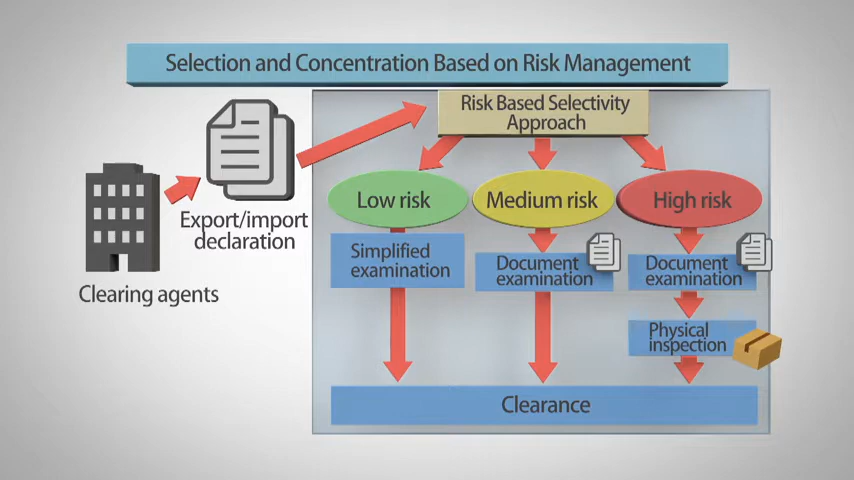 Selection and Concentration Based on Risk Management
Risk Based Selectivity
Approach
Export/import
declaration
Clearing agents
Low risk
Medium risk
High risk
Simplified
examination
Document
examination
Document
examination
Physical
inspection
Clearance